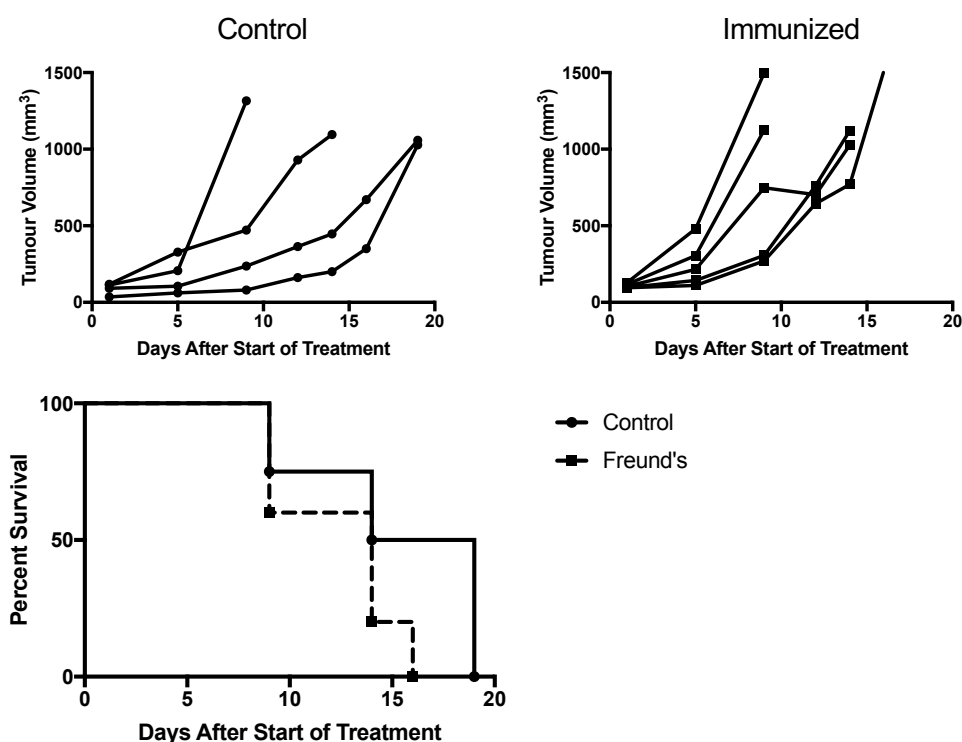 Control
Tumour Volume (mm³)
1500
1000
500
0
0 5 10 15 20
Days After Start of Treatment
Immunized
Tumour Volume (mm³)
1500
1000
500
0
0 5 10 15 20
Days After Start of Treatment
Percent Survival
100
50
0
0 5 10 15 20
Days After Start of Treatment
Control
Freund's